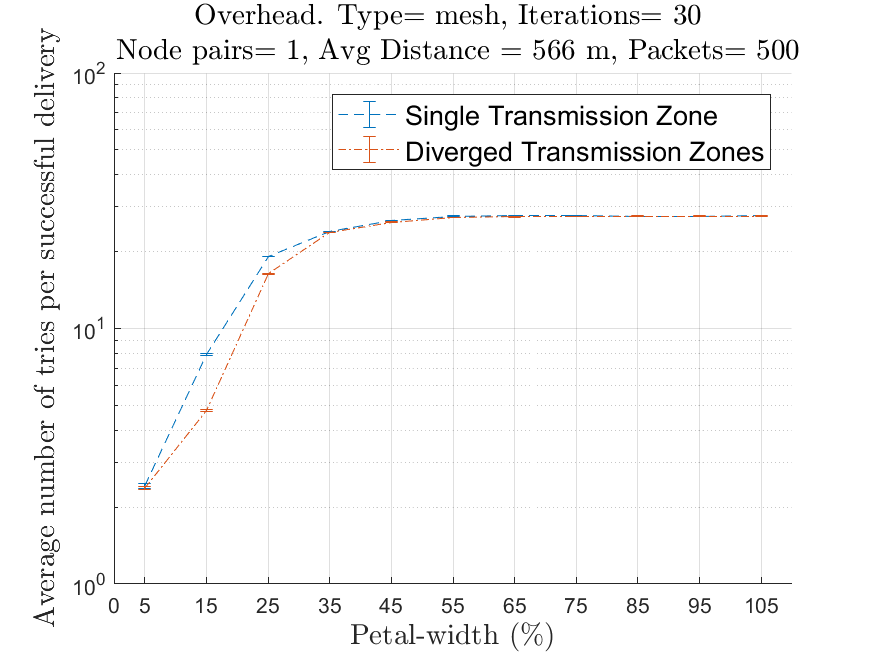 Overhead. Type= mesh, Iterations= 30
Node pairs= 1, Avg Distance = 566 m, Packets= 500
Average number of tries per successful delivery
10^2
10^1
10^0
Single Transmission Zone
Diverged Transmission Zones
0 5 15 25 35 45 55 65 75 85 95 105
Petal-width (%)